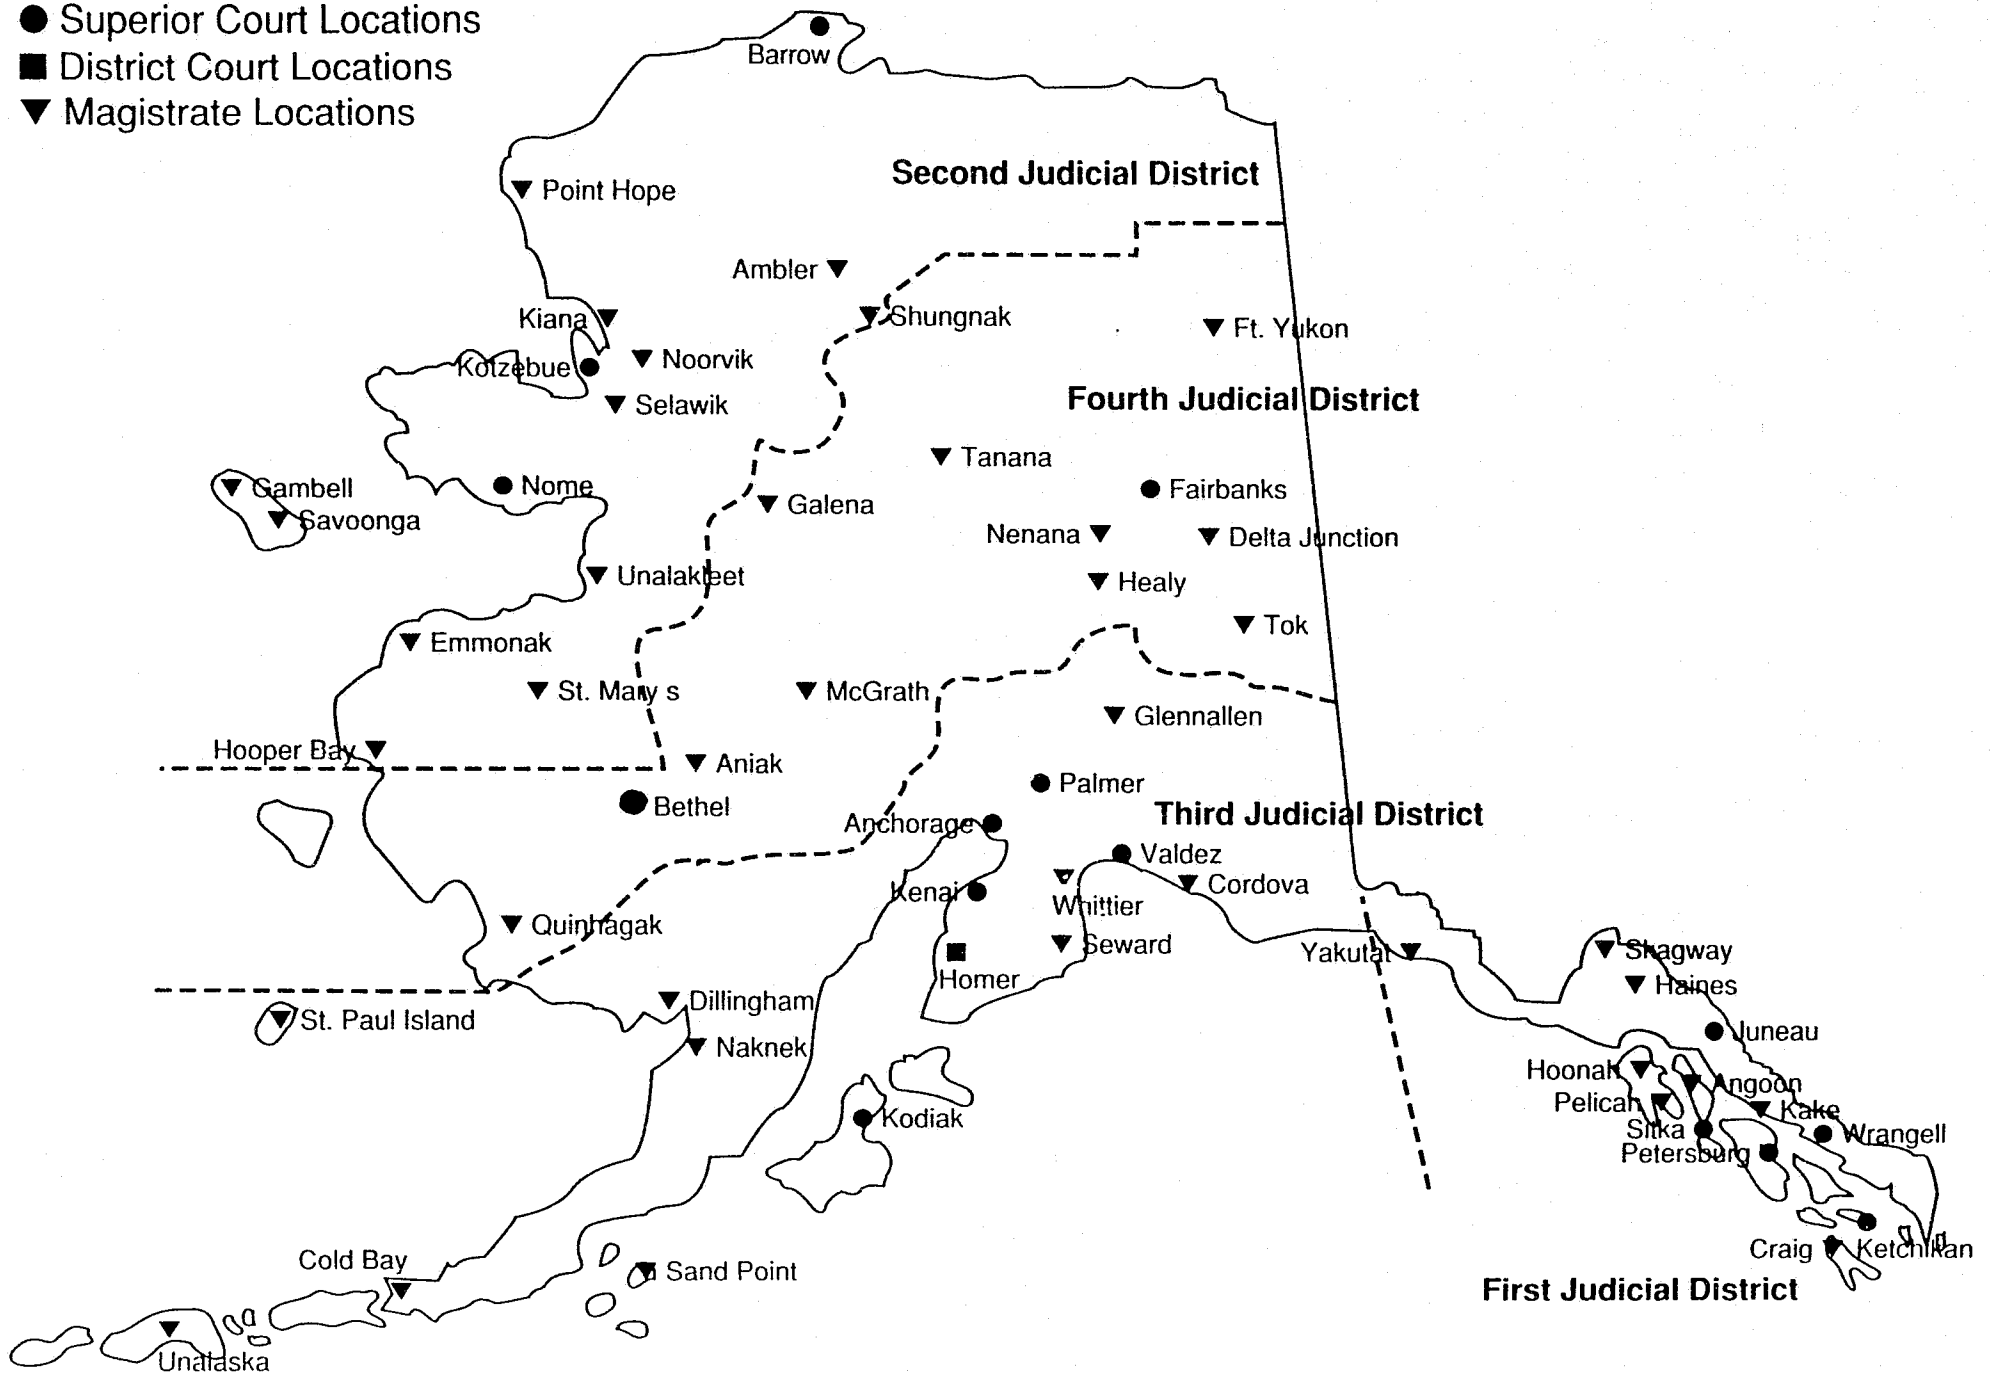 Superior Court Locations
District Court Locations
Magistrate Locations
Barrow
Second Judicial District
Point Hope
Ambler
Shungnak
Kiana
Ft. Yukon
Noorvik
Kotzebue
Fourth Judicial District
Selawik
Tanana
Gambell
Nome
Fairbanks
Galena
Savoonga
Nenana
Delta Junction
Unalakleet
Healy
Tok
Emmonak
St. Mary s
McGrath
Glennallen
Hooper Bay
Aniak
Palmer
Bethel
Third Judicial District
Anchorage
Valdez
Cordova
Kenai
Whittier
Quinhagak
Seward
Yakutat
Skagway
Homer
Haines
Dillingham
St. Paul Island
Juneau
Naknek
Hoonah
Angoon
Pelican
Kake
Kodiak
Sitka
Wrangell
Petersburg
Craig
Ketchikan
Cold Bay
Sand Point
First Judicial District
Unalaska